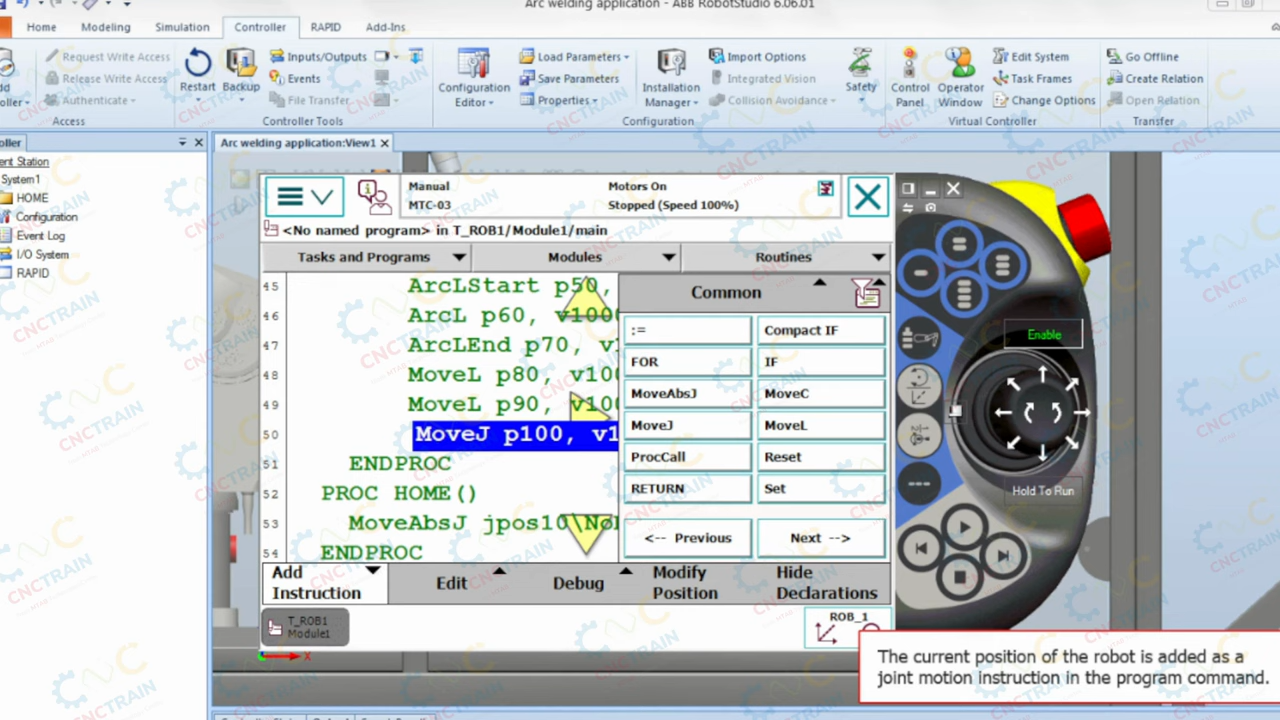 Arc welding application - ABB RobotStudio 6.06.01
Home Modeling Simulation Controller RAPID Add-Ins
Request Write Access
Release Write Access
Authenticate
Access
Restart
Backup
Inputs/Outputs
Events
File Transfer
Controller Tools
Configuration
Editor
Load Parameters
Save Parameters
Properties
Installation
Manager
Configuration
Import Options
Integrated Vision
Collision Avoidance
Safety
Control
Panel
Operator
Window
Edit System
Task Frames
Change Options
Virtual Controller
Go Offline
Create Relation
Open Relation
Transfer
Arc welding application:View1
ent Station
System1
HOME
Configuration
Event Log
I/O System
RAPID
Manual
MTC-03
Motors On
Stopped (Speed 100%)
<No named program> in T_ROB1/Module1/main
Tasks and Programs Modules Routines
45 ArcLStart p50,
46 ArcL p60, v100
47 ArcLEnd p70, v1
48 MoveL p80, v100
49 MoveL p90, v100
50 MoveJ p100, v1
51 ENDPROC
52 PROC HOME()
53 MoveAbsJ jpos10\NoE
54 ENDPROC
Common
:= Compact IF
FOR IF
MoveAbsJ MoveC
MoveJ MoveL
ProcCall Reset
RETURN Set
<-- Previous Next -->
Add
Instruction
Edit
Debug
Modify
Position
Hide
Declarations
T_ROB1
Module1
ROB_1
X
Enable
Hold To Run
The current position of the robot is added as a
joint motion instruction in the program command.
CNCTRAIN